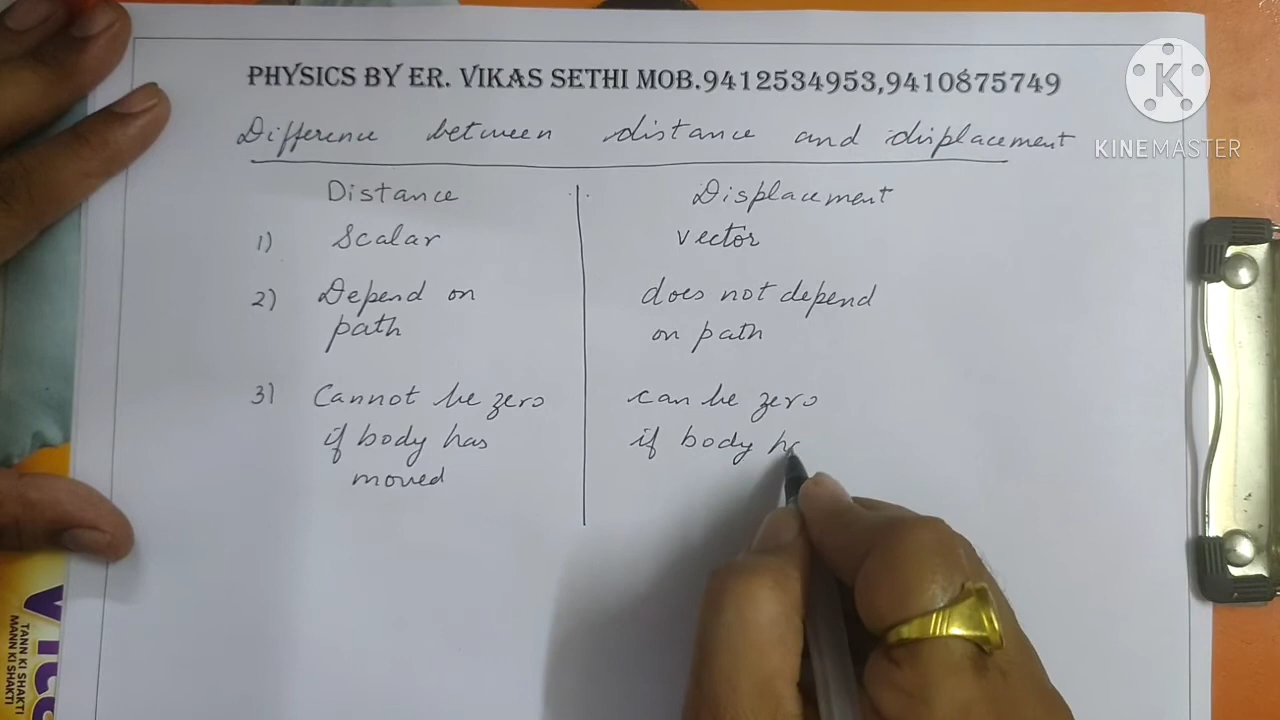 PHYSICS BY ER. VIKAS SETHI MOB.9412534953,9410875749
K
KINEMASTER
Difference between distance and displacement
Distance
Displacement
1) Scalar
vector
2) Depend on
path
does not depend
on path
3) Cannot be zero
if body has
moved
can be zero
if body ha
TANN KI SHAKTI
MANN KI SHAKTI